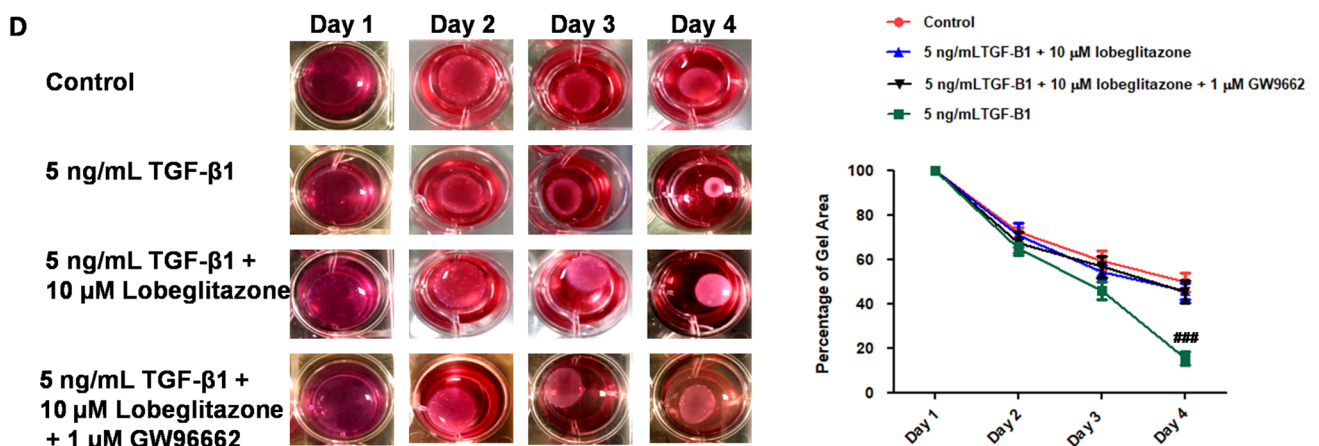 D
Day 1 Day 2 Day 3 Day 4
Control
5 ng/mL TGF-β1
5 ng/mL TGF-β1 +
10 μM Lobeglitazone
5 ng/mL TGF-β1 +
10 μM Lobeglitazone
+ 1 μM GW96662
Control
5 ng/mLTGF-B1 + 10 μM lobeglitazone
5 ng/mLTGF-B1 + 10 μM lobeglitazone + 1 μM GW9662
5 ng/mLTGF-B1
Percentage of Gel Area
100
80
60
40
20
0
###
Day 1 Day 2 Day 3 Day 4